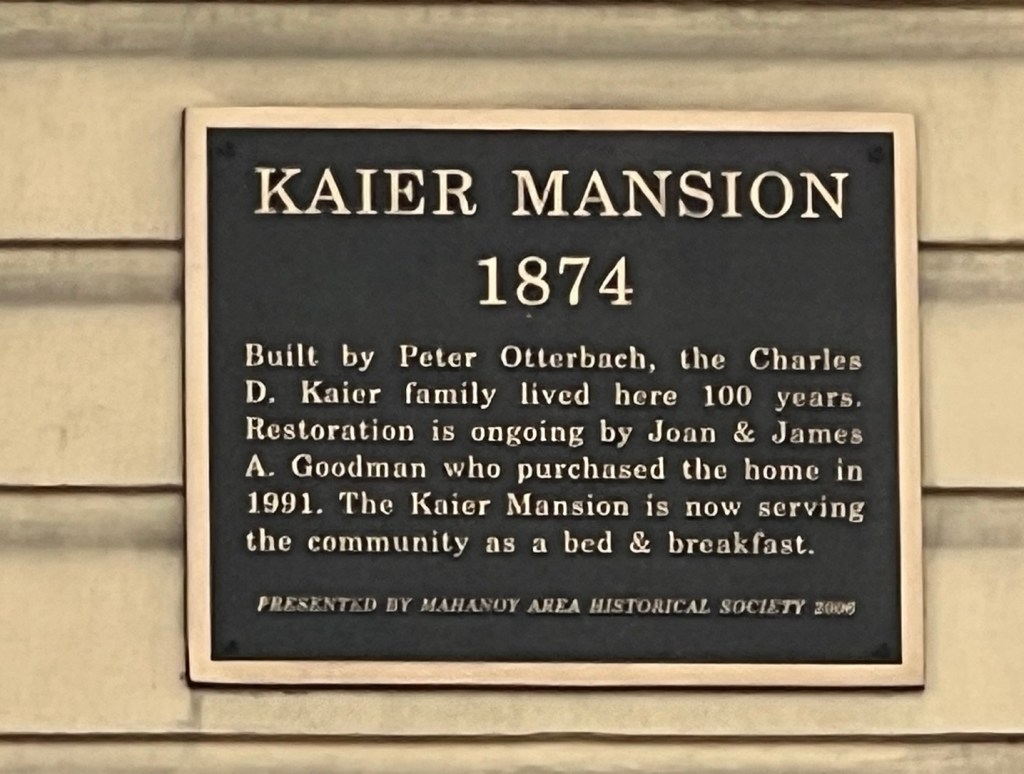 KAIER MANSION
1874
Built by Peter Otterbach, the Charles
D. Kaier family lived here 100 years.
Restoration is ongoing by Joan & James
A. Goodman who purchased the home in
1991. The Kaier Mansion is now serving
the community as a bed & breakfast.
PRESENTED BY MAHANOY AREA HISTORICAL SOCIETY 2006